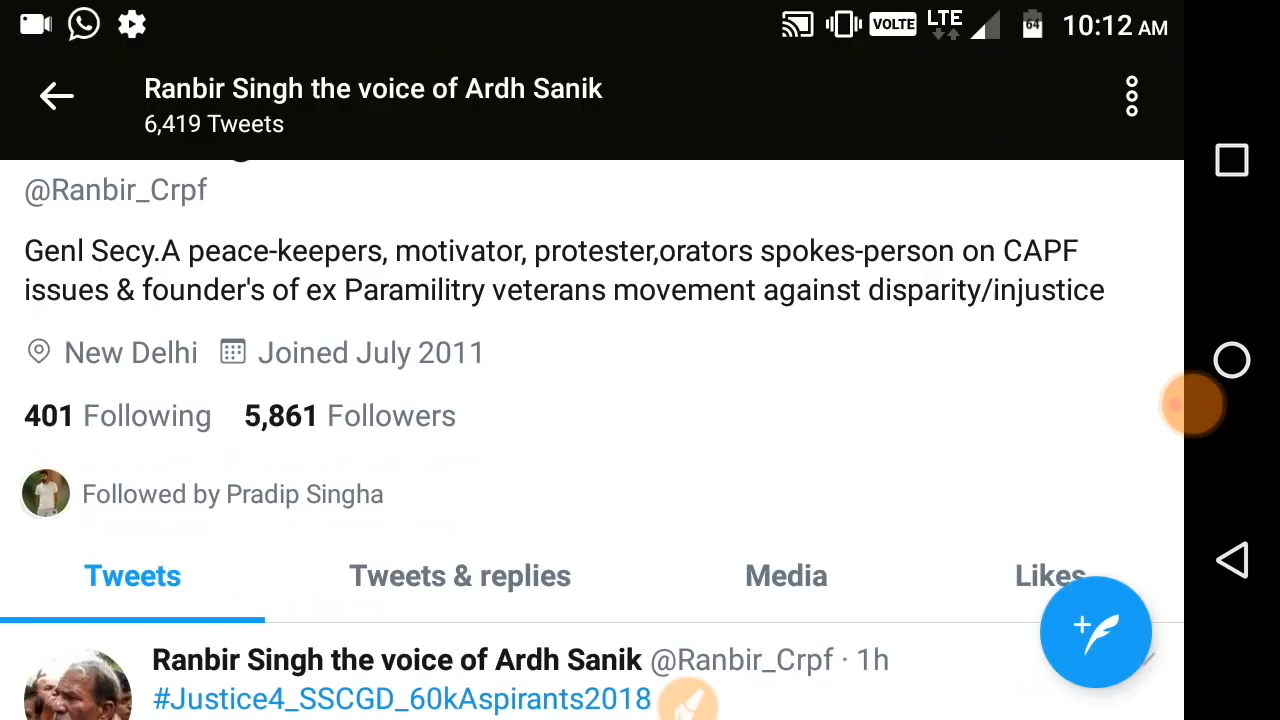 VOLTE LTE 64 10:12 AM
Ranbir Singh the voice of Ardh Sanik
6,419 Tweets
@Ranbir_Crpf
Genl Secy.A peace-keepers, motivator, protester,orators spokes-person on CAPF
issues & founder's of ex Paramilitry veterans movement against disparity/injustice
New Delhi Joined July 2011
401 Following 5,861 Followers
Followed by Pradip Singha
Tweets Tweets & replies Media Likes
Ranbir Singh the voice of Ardh Sanik @Ranbir_Crpf · 1h
#Justice4_SSCGD_60kAspirants2018